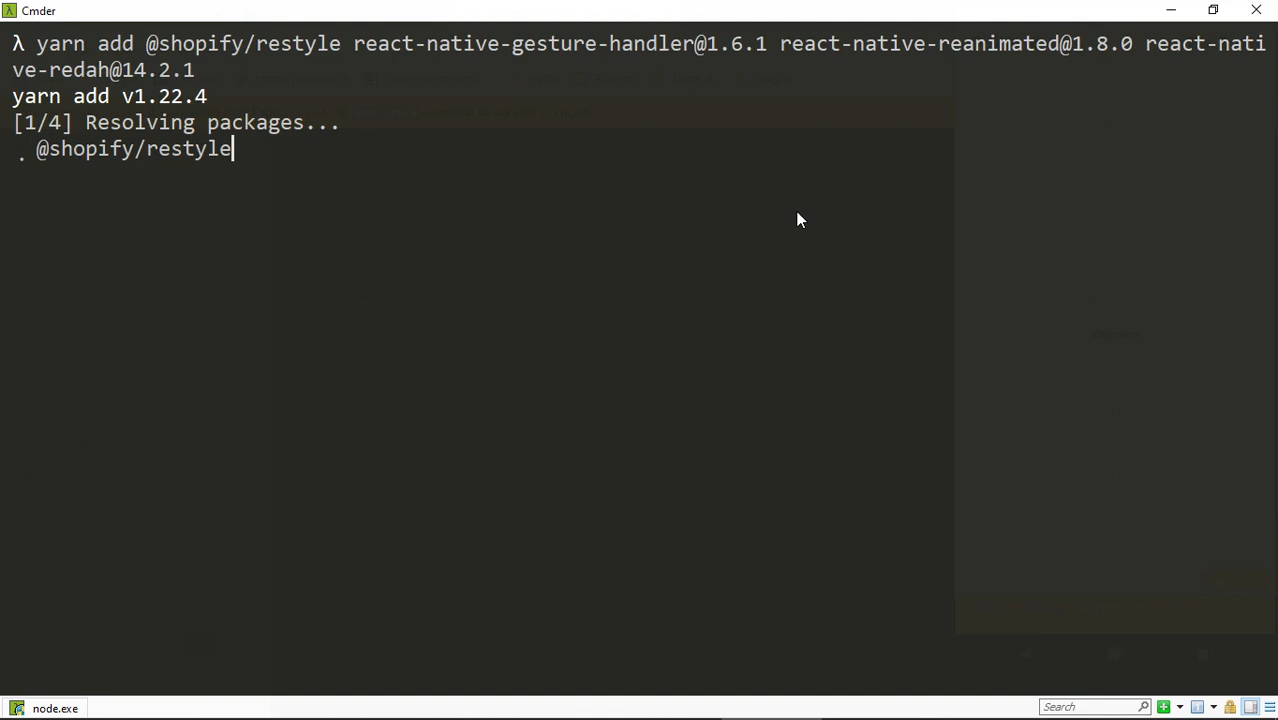 Cmder
λ yarn add @shopify/restyle react-native-gesture-handler@1.6.1 react-native-reanimated@1.8.0 react-nati
ve-redah@14.2.1
yarn add v1.22.4
[1/4] Resolving packages...
. @shopify/restyle
node.exe
Search